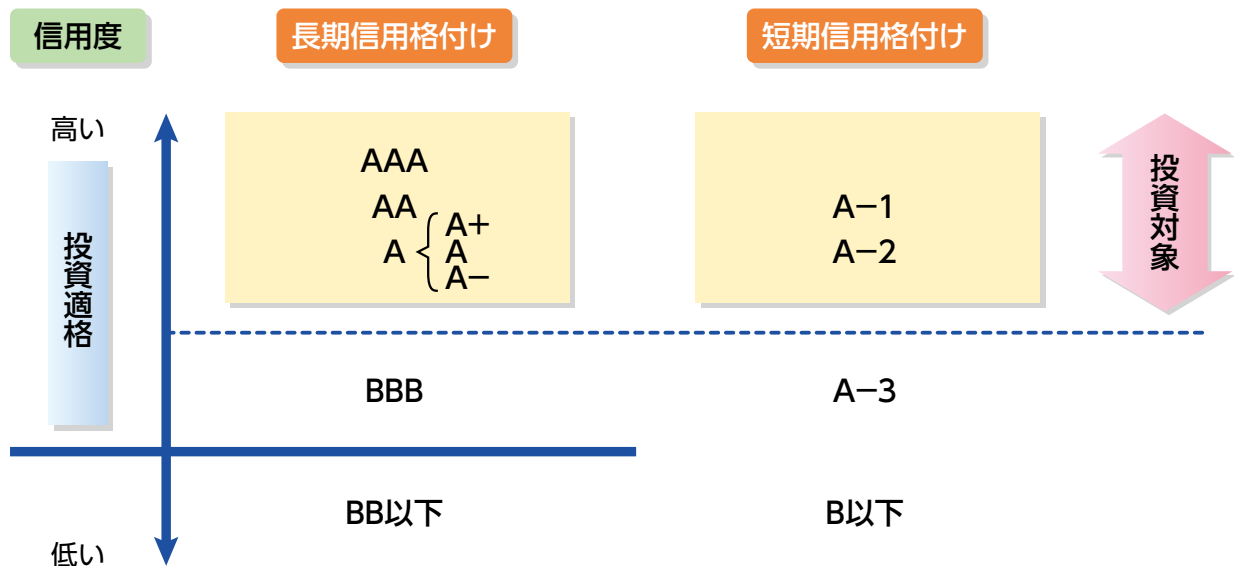 信用度
長期信用格付け
短期信用格付け
高い
投資適格
AAA
AA
A
A+
A
A−
A−1
A−2
投資対象
BBB
A−3
BB以下
B以下
低い